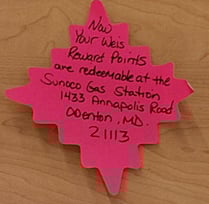 Now
Your Weis
Reward Points
are redeemable at the
Sunoco Gas Station
1433 Annapolis Road
Odenton, MD.
21113